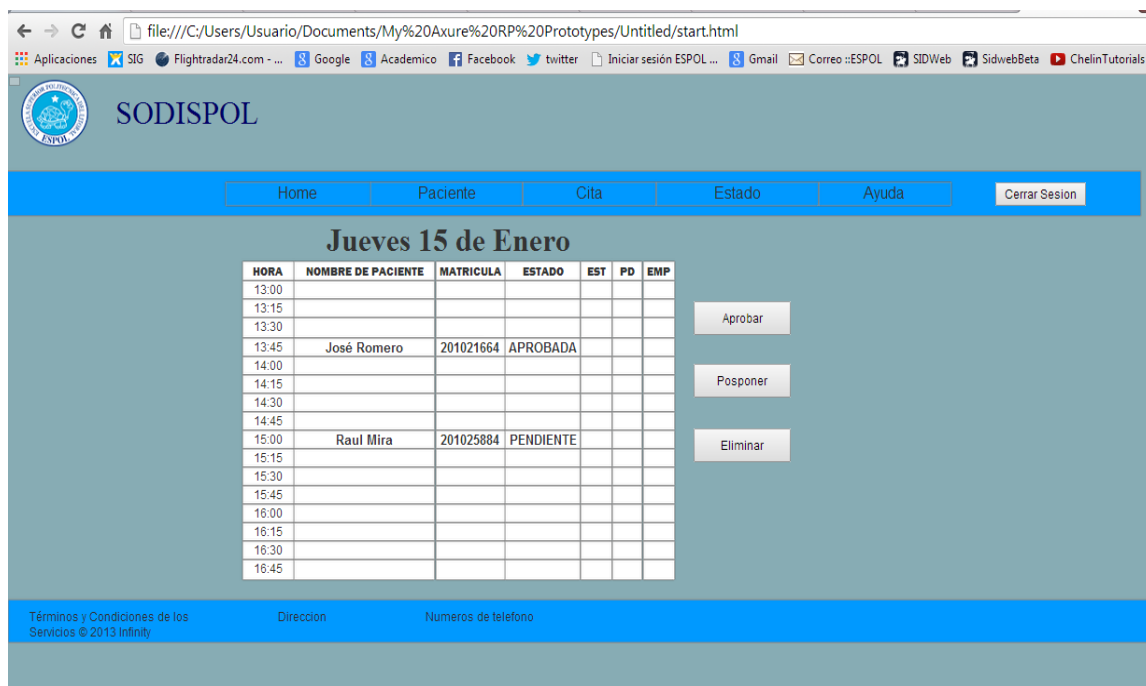 file:///C:/Users/Usuario/Documents/My%20Axure%20RP%20Prototypes/Untitled/start.html
Aplicaciones SIG Flightradar24.com - ... Google Academico Facebook twitter Iniciar sesión ESPOL ... Gmail Correo ::ESPOL SIDWeb SidwebBeta ChelinTutorials
ESPOL
SODISPOL
Home Paciente Cita Estado Ayuda Cerrar Sesion
Jueves 15 de Enero
HORA NOMBRE DE PACIENTE MATRICULA ESTADO EST PD EMP
13:00
13:15
Aprobar
13:30
13:45 José Romero 201021664 APROBADA
14:00
14:15
Posponer
14:30
14:45
15:00 Raul Mira 201025884 PENDIENTE
Eliminar
15:15
15:30
15:45
16:00
16:15
16:30
16:45
Términos y Condiciones de los
Servicios © 2013 Infinity
Direccion
Numeros de telefono